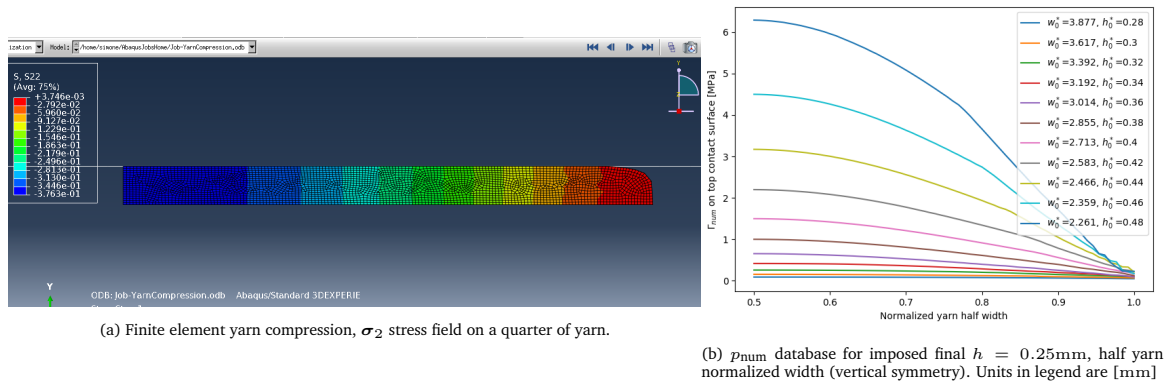 lization Model: /home/simone/AbaqusJobsHome/Job-YarnCompression.odb
S, S22
(Avg: 75%)
+3.746e-03
-2.792e-02
-5.960e-02
-9.127e-02
-1.229e-01
-1.546e-01
-1.863e-01
-2.179e-01
-2.496e-01
-2.813e-01
-3.130e-01
-3.446e-01
-3.763e-01
Y
Z
Y
ODB: Job-YarnCompression.odb Abaqus/Standard 3DEXPERIE
(a) Finite element yarn compression, σ₂ stress field on a quarter of yarn.
Γnum on top contact surface [MPa]
6
5
4
3
2
1
0
0.5 0.6 0.7 0.8 0.9 1.0
Normalized yarn half width
w₀*=3.877, h₀*=0.28
w₀*=3.617, h₀*=0.3
w₀*=3.392, h₀*=0.32
w₀*=3.192, h₀*=0.34
w₀*=3.014, h₀*=0.36
w₀*=2.855, h₀*=0.38
w₀*=2.713, h₀*=0.4
w₀*=2.583, h₀*=0.42
w₀*=2.466, h₀*=0.44
w₀*=2.359, h₀*=0.46
w₀*=2.261, h₀*=0.48
(b) pnum database for imposed final h = 0.25mm, half yarn
normalized width (vertical symmetry). Units in legend are [mm]